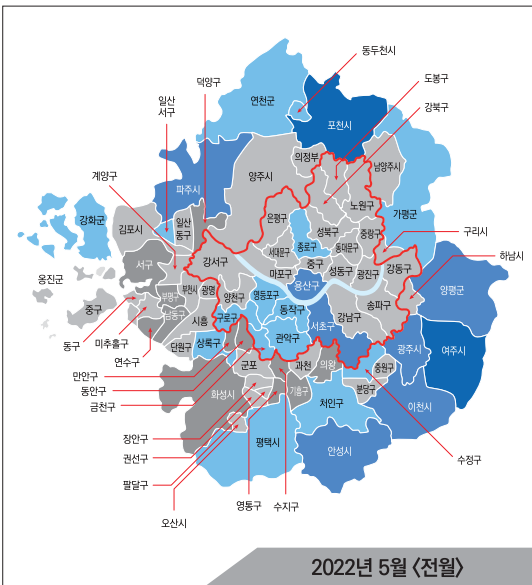 동두천시
덕양구
도봉구
일산
서구
연천군
강북구
포천시
계양구
의정부
남양주시
양주시
파주시
노원구
은평구
가평군
강화군
일산
동구
김포시
성북구
중랑구
구리시
종로구
동대문구
서대문구
강서구
서구
중구
하남시
마포구
성동구
광진구
강동구
옹진군
부천시
광명
용산구
양평군
부평구
양천구
영등포구
중구
송파구
남동구
동작구
강남구
구로구
시흥
서초구
동구
미추홀구
관악구
광주시
여주시
연수구
단원구
상록구
만안구
군포
과천
의왕
중원구
동안구
분당구
화성시
기흥구
이천시
금천구
처인구
장안구
평택시
안성시
수정구
권선구
팔달구
영통구
수지구
오산시
2022년 5월 〈전월〉